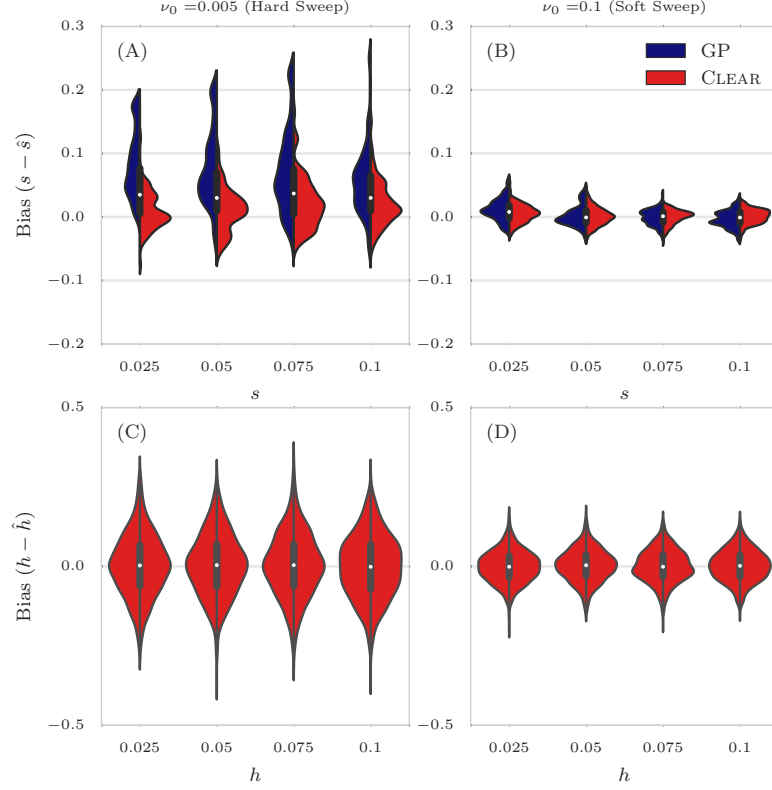 ν₀ =0.005 (Hard Sweep)
ν₀ =0.1 (Soft Sweep)
(A)
(B)
GP
CLEAR
Bias (s − ŝ)
0.3
0.2
0.1
0.0
−0.1
−0.2
0.3
0.2
0.1
0.0
−0.1
−0.2
0.025 0.05 0.075 0.1
0.025 0.05 0.075 0.1
s
s
(C)
(D)
Bias (h − ĥ)
0.5
0.0
−0.5
0.5
0.0
−0.5
0.025 0.05 0.075 0.1
0.025 0.05 0.075 0.1
h
h